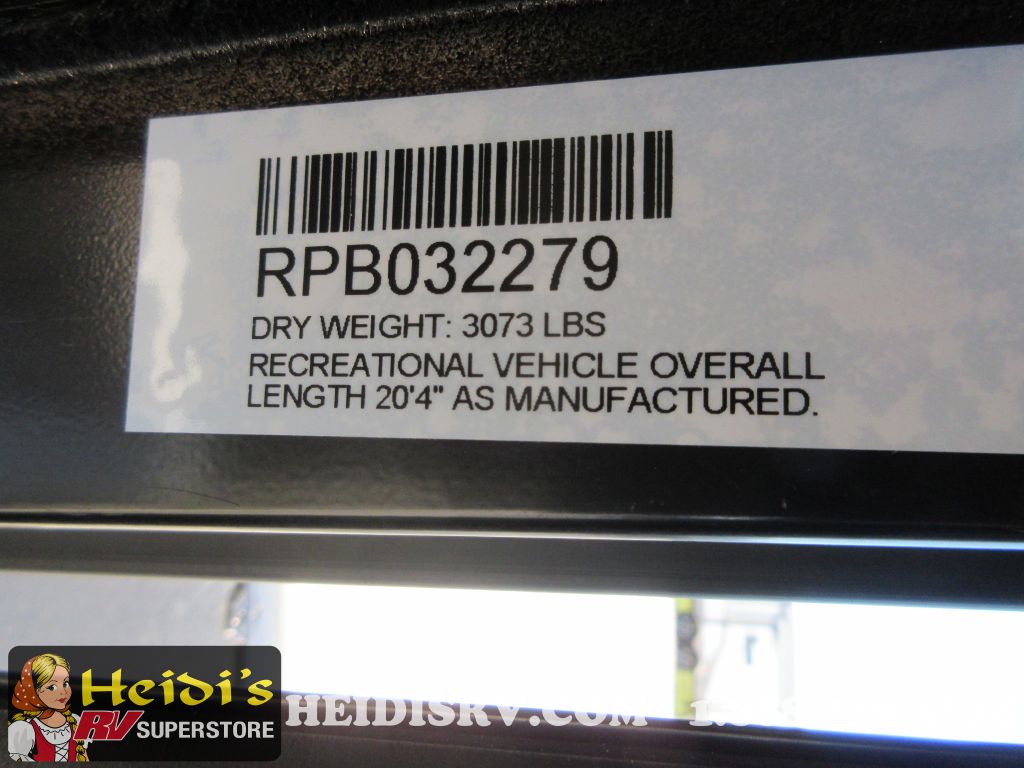 RPB032279
DRY WEIGHT: 3073 LBS
RECREATIONAL VEHICLE OVERALL
LENGTH 20'4" AS MANUFACTURED.
Heidi's
RV SUPERSTORE
HEIDISRV.COM